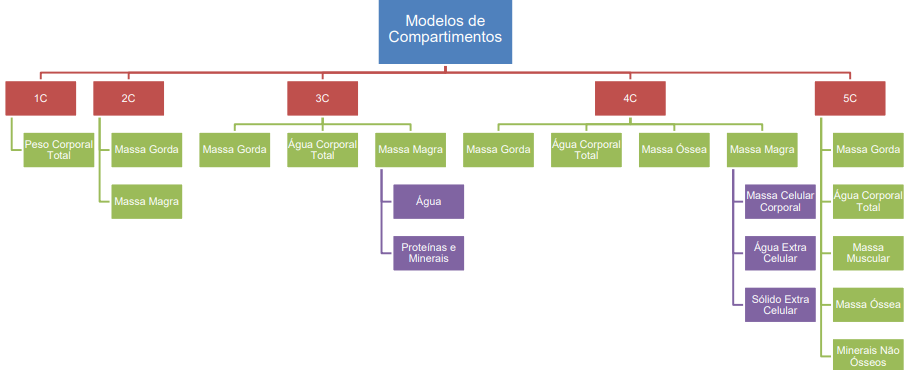 Modelos de
Compartimentos
1C
2C
3C
4C
5C
Peso Corporal
Total
Massa Gorda
Massa Magra
Massa Gorda
Água Corporal
Total
Massa Magra
Água
Proteínas e
Minerais
Massa Gorda
Água Corporal
Total
Massa Óssea
Massa Magra
Massa Celular
Corporal
Água Extra
Celular
Sólido Extra
Celular
Massa Gorda
Água Corporal
Total
Massa
Muscular
Massa Óssea
Minerais Não
Ósseos